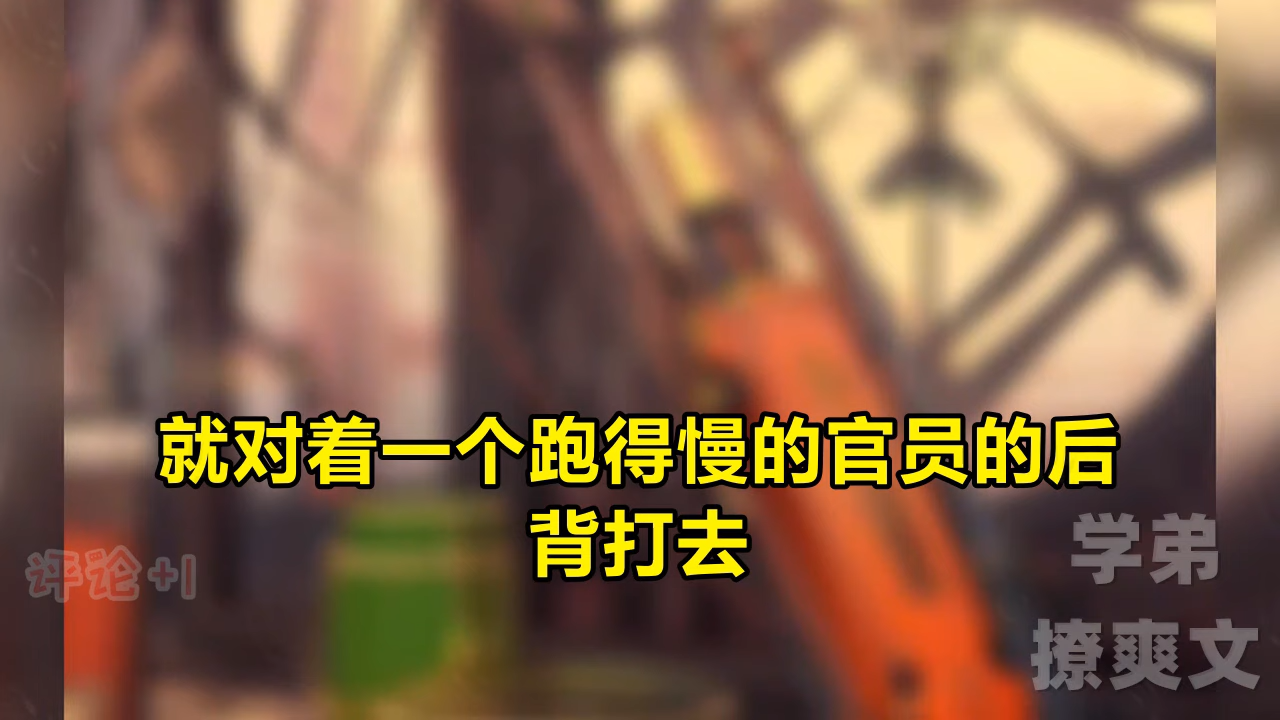 就对着一个跑得慢的官员的后
背打去
评论+1
学弟
撩爽文